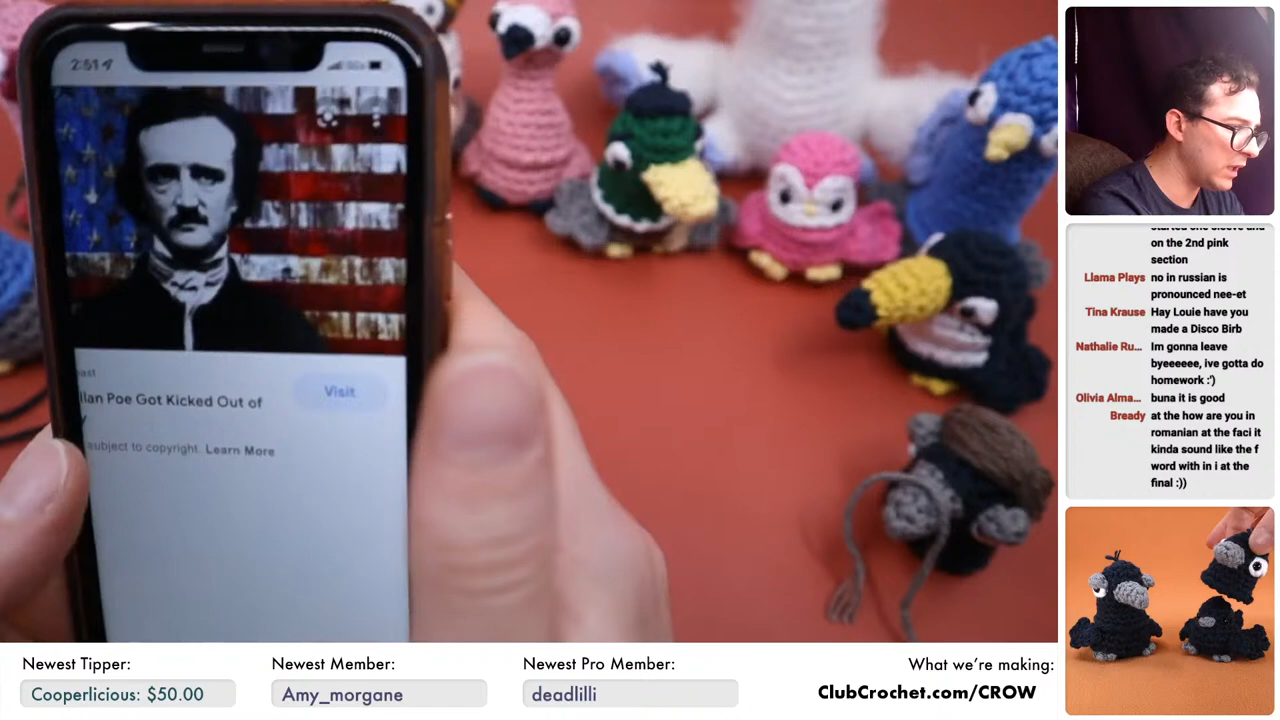 2:51
ast
llan Poe Got Kicked Out of
Visit
subject to copyright. Learn More
on the 2nd pink
section
Llama Plays no in russian is
pronounced nee-et
Tina Krause Hay Louie have you
made a Disco Birb
Nathalie Ru... Im gonna leave
byeeeeee, ive gotta do
homework :')
Olivia Alma... buna it is good
Bready at the how are you in
romanian at the faci it
kinda sound like the f
word with in i at the
final :))
Newest Tipper:
Cooperlicious: $50.00
Newest Member:
Amy_morgane
Newest Pro Member:
deadlilli
What we're making:
ClubCrochet.com/CROW